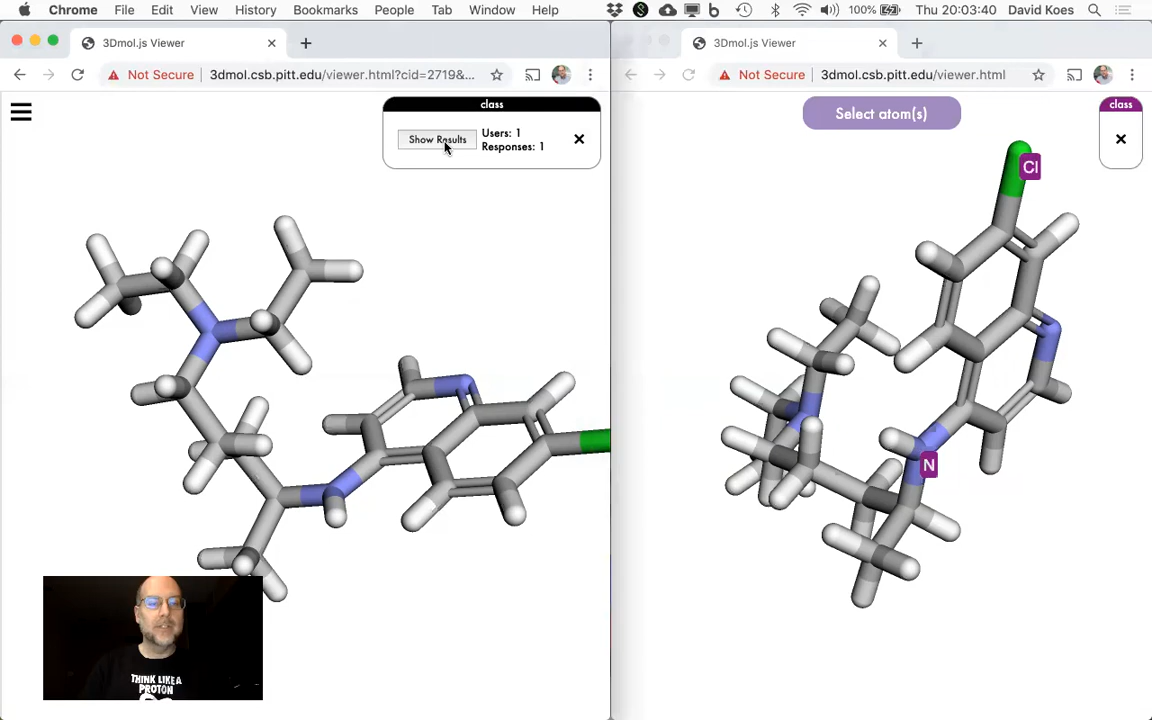 Chrome File Edit View History Bookmarks People Tab Window Help 100% Thu 20:03:40 David Koes
3Dmol.js Viewer
Not Secure 3dmol.csb.pitt.edu/viewer.html?cid=2719&...
class
Show Results
Users: 1
Responses: 1
3Dmol.js Viewer
Not Secure 3dmol.csb.pitt.edu/viewer.html
Select atom(s)
class
Cl
N
THINK LIKE A
PROTON